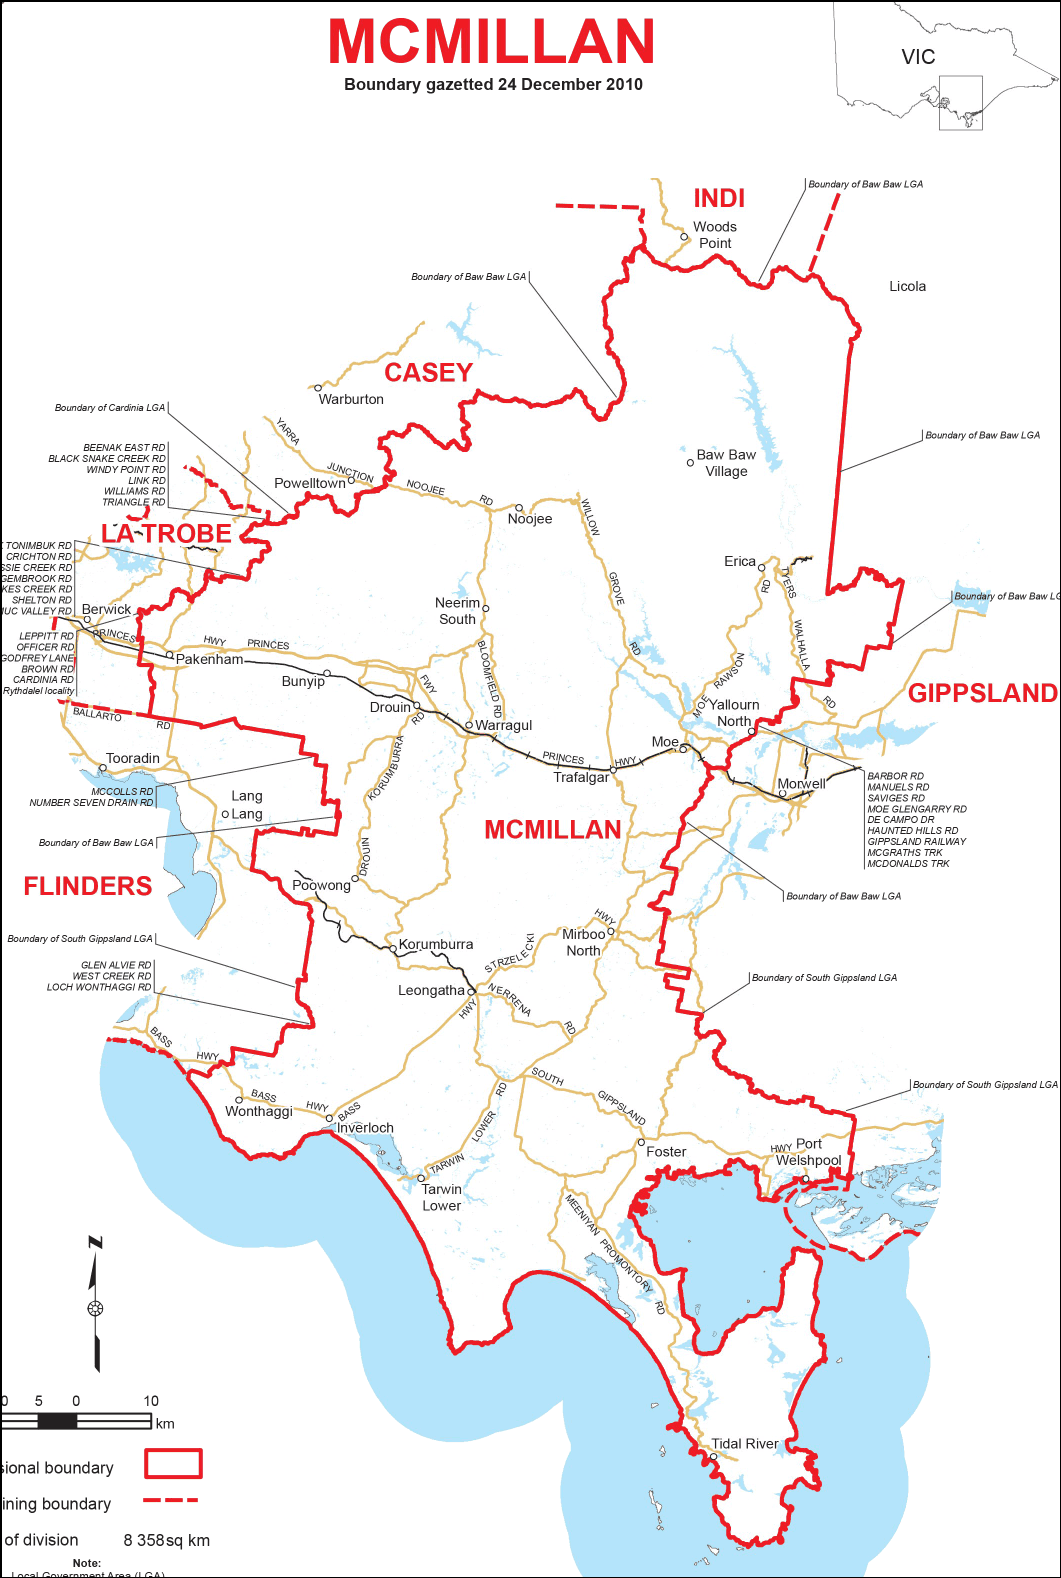 MCMILLAN
Boundary gazetted 24 December 2010
VIC
INDI
Boundary of Baw Baw LGA
Woods
Point
Boundary of Baw Baw LGA
Licola
CASEY
Warburton
Boundary of Cardinia LGA
YARRA
JUNCTION
NOOJEE
RD
Boundary of Baw Baw LGA
BEENAK EAST RD
BLACK SNAKE CREEK RD
WINDY POINT RD
LINK RD
WILLIAMS RD
TRIANGLE RD
Powelltown
Baw Baw
Village
Noojee
WILLOW
GROVE
RD
LA TROBE
TONIMBUK RD
CRICHTON RD
SSIE CREEK RD
GEMBROOK RD
KES CREEK RD
SHELTON RD
MUC VALLEY RD
Erica
RD
TYERS
WALHALLA
RD
Boundary of Baw Baw LG
Berwick
Neerim
South
LEPPITT RD
OFFICER RD
GODFREY LANE
BROWN RD
CARDINIA RD
Rythdalel locality
PRINCES
HWY
PRINCES
Pakenham
Bunyip
FWY
BLOOMFIELD RD
MOE
RAWSON
GIPPSLAND
Drouin
RD
Warragul
Yallourn
North
BALLARTO
RD
Moe
PRINCES
HWY
Trafalgar
Tooradin
Morwell
MCCOLLS RD
NUMBER SEVEN DRAIN RD
KORUMBURRA
BARBOR RD
MANUELS RD
SAVIGES RD
MOE GLENGARRY RD
DE CAMPO DR
HAUNTED HILLS RD
GIPPSLAND RAILWAY
MCGRATHS TRK
MCDONALDS TRK
Lang
Lang
MCMILLAN
Boundary of Baw Baw LGA
DROUIN
FLINDERS
Poowong
Boundary of Baw Baw LGA
HWY
Mirboo
North
STRZELECKI
Korumburra
Boundary of South Gippsland LGA
GLEN ALVIE RD
WEST CREEK RD
LOCH WONTHAGGI RD
Leongatha
HWY
NERRENA
RD
Boundary of South Gippsland LGA
BASS
HWY
BASS
HWY
BASS
SOUTH
GIPPSLAND
RD
LOWER
TARWIN
Boundary of South Gippsland LGA
Wonthaggi
Inverloch
Foster
HWY
Port
Welshpool
Tarwin
Lower
MEENIYAN
PROMONTORY
RD
N
0
5
0
10
km
Tidal River
sional boundary
ining boundary
of division
8 358sq km
Note:
Local Government Area (LGA)